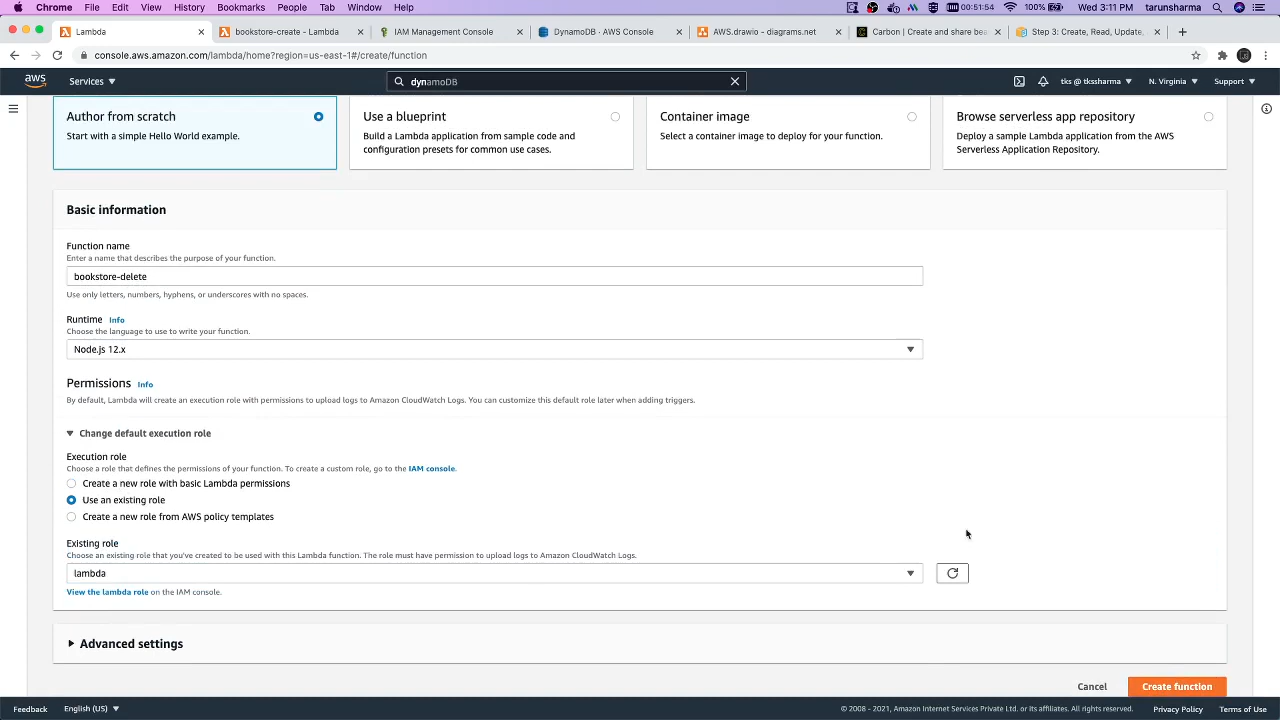 Chrome File Edit View History Bookmarks People Tab Window Help 00:51:54 100% Wed 3:11 PM tarunsharma
Lambda bookstore-create - Lambda IAM Management Console DynamoDB · AWS Console AWS.drawio - diagrams.net Carbon | Create and share bea Step 3: Create, Read, Update,
console.aws.amazon.com/lambda/home?region=us-east-1#/create/function
aws Services dynamoDB tks @ tkssharma N. Virginia Support
Author from scratch
Start with a simple Hello World example.
Use a blueprint
Build a Lambda application from sample code and
configuration presets for common use cases.
Container image
Select a container image to deploy for your function.
Browse serverless app repository
Deploy a sample Lambda application from the AWS
Serverless Application Repository.
Basic information
Function name
Enter a name that describes the purpose of your function.
bookstore-delete
Use only letters, numbers, hyphens, or underscores with no spaces.
Runtime Info
Choose the language to use to write your function.
Node.js 12.x
Permissions Info
By default, Lambda will create an execution role with permissions to upload logs to Amazon CloudWatch Logs. You can customize this default role later when adding triggers.
Change default execution role
Execution role
Choose a role that defines the permissions of your function. To create a custom role, go to the IAM console.
Create a new role with basic Lambda permissions
Use an existing role
Create a new role from AWS policy templates
Existing role
Choose an existing role that you've created to be used with this Lambda function. The role must have permission to upload logs to Amazon CloudWatch Logs.
lambda
View the lambda role on the IAM console.
Advanced settings
Cancel Create function
Feedback English (US) © 2008 - 2021, Amazon Internet Services Private Ltd. or its affiliates. All rights reserved. Privacy Policy Terms of Use